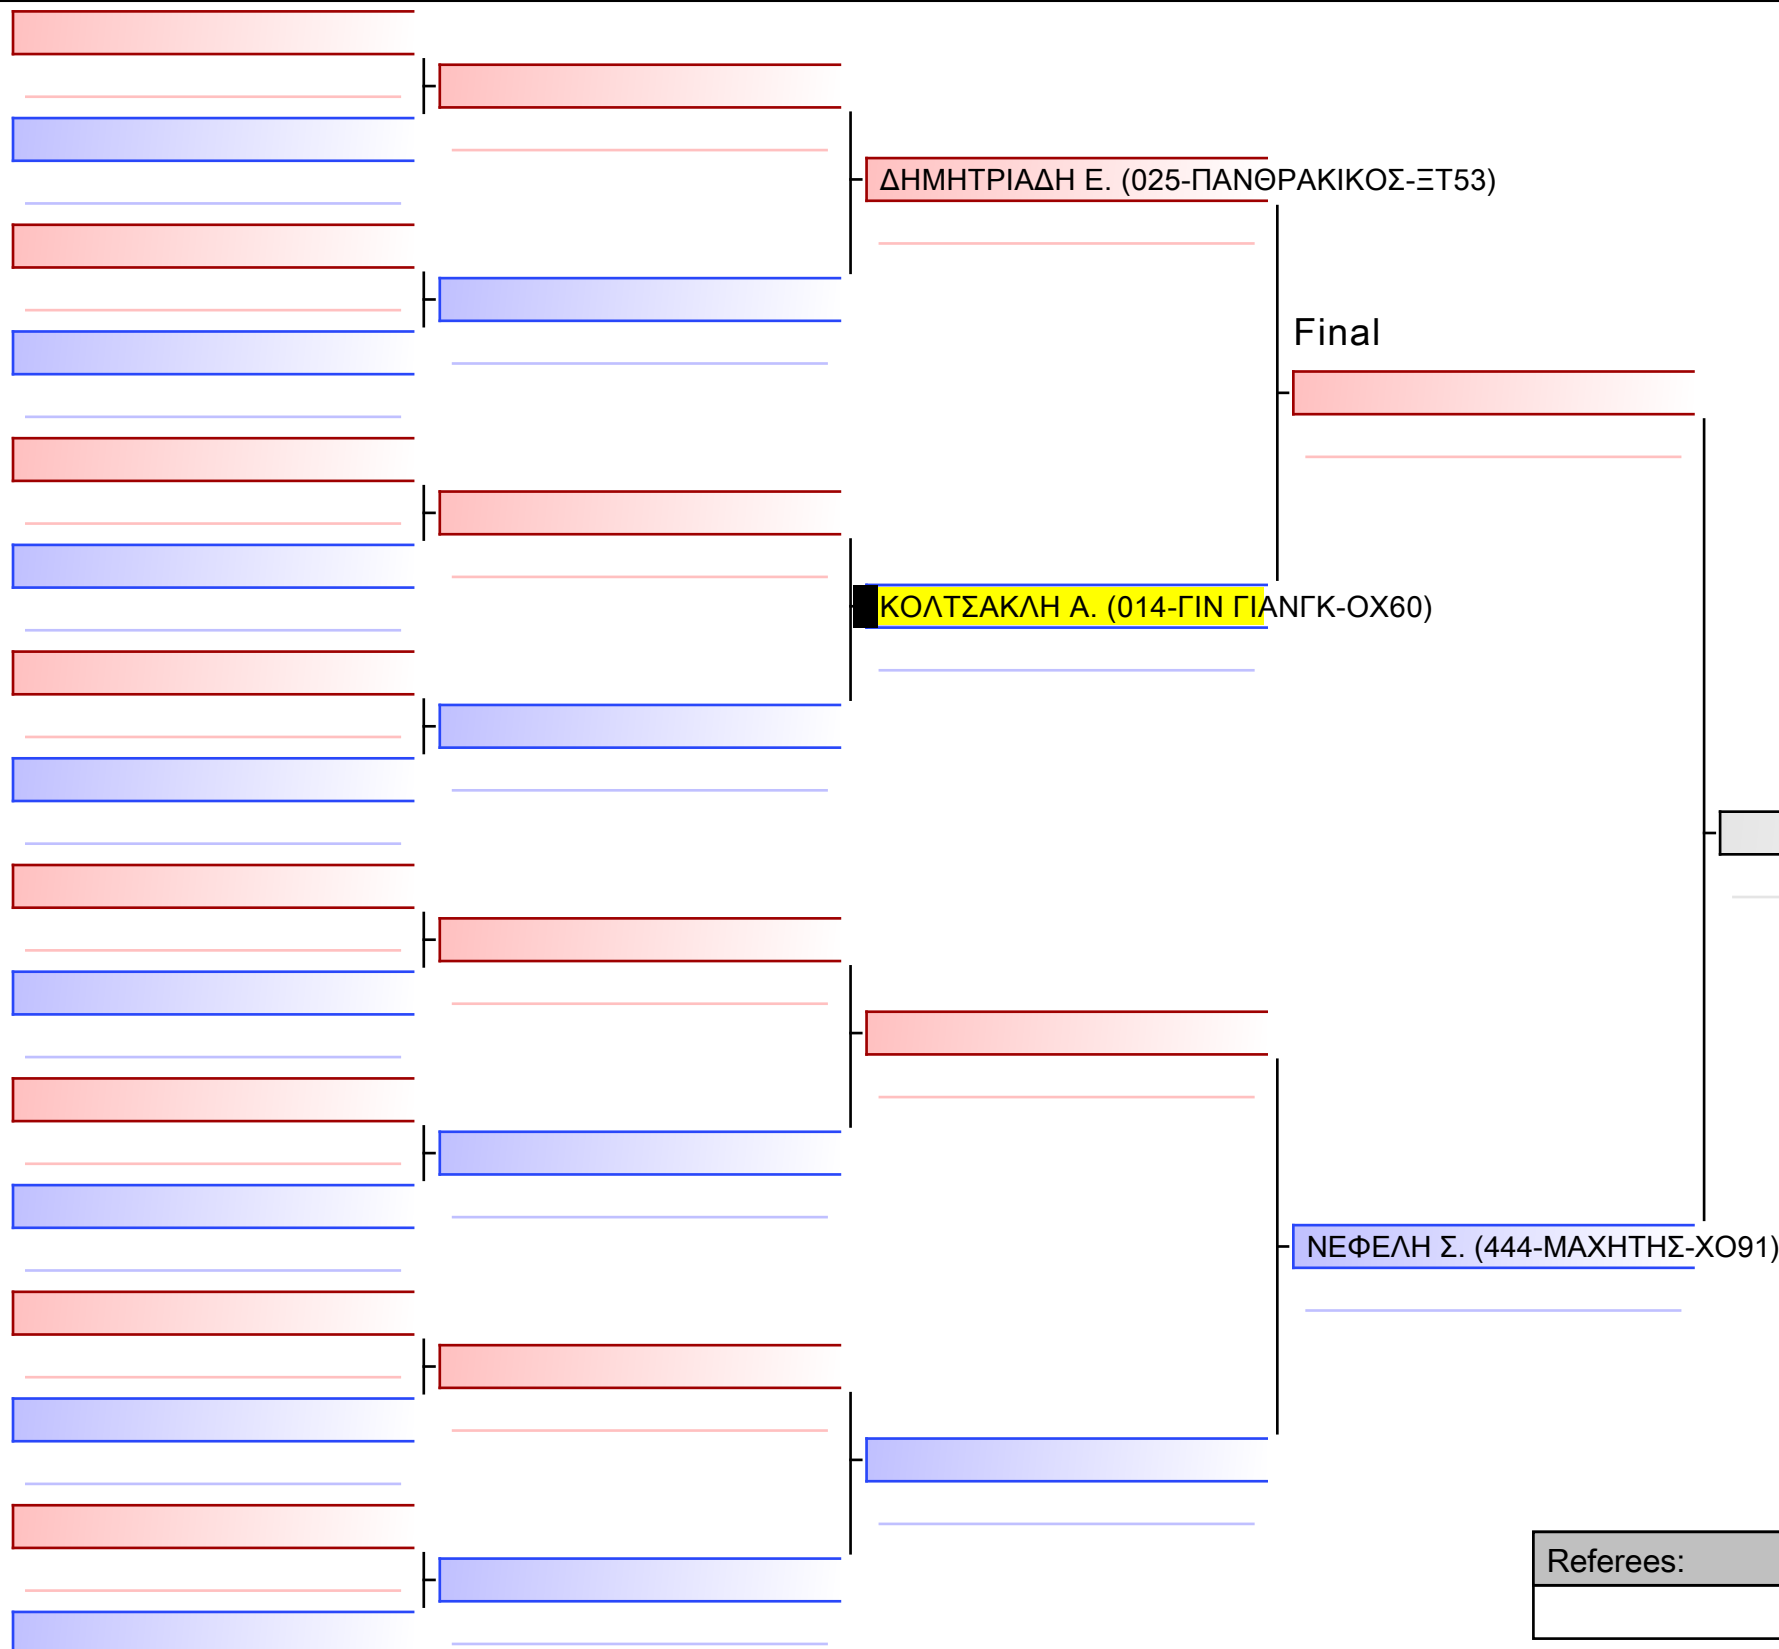 ΔΗΜΗΤΡΙΑΔΗ Ε. (025-ΠΑΝΘΡΑΚΙΚΟΣ-ΞΤ53)
Final
ΚΟΛΤΣΑΚΛΗ Α. (014-ΓΙΝ ΓΙΑΝΓΚ-ΟΧ60)
ΝΕΦΕΛΗ Σ. (444-ΜΑΧΗΤΗΣ-ΧΟ91)
Referees: